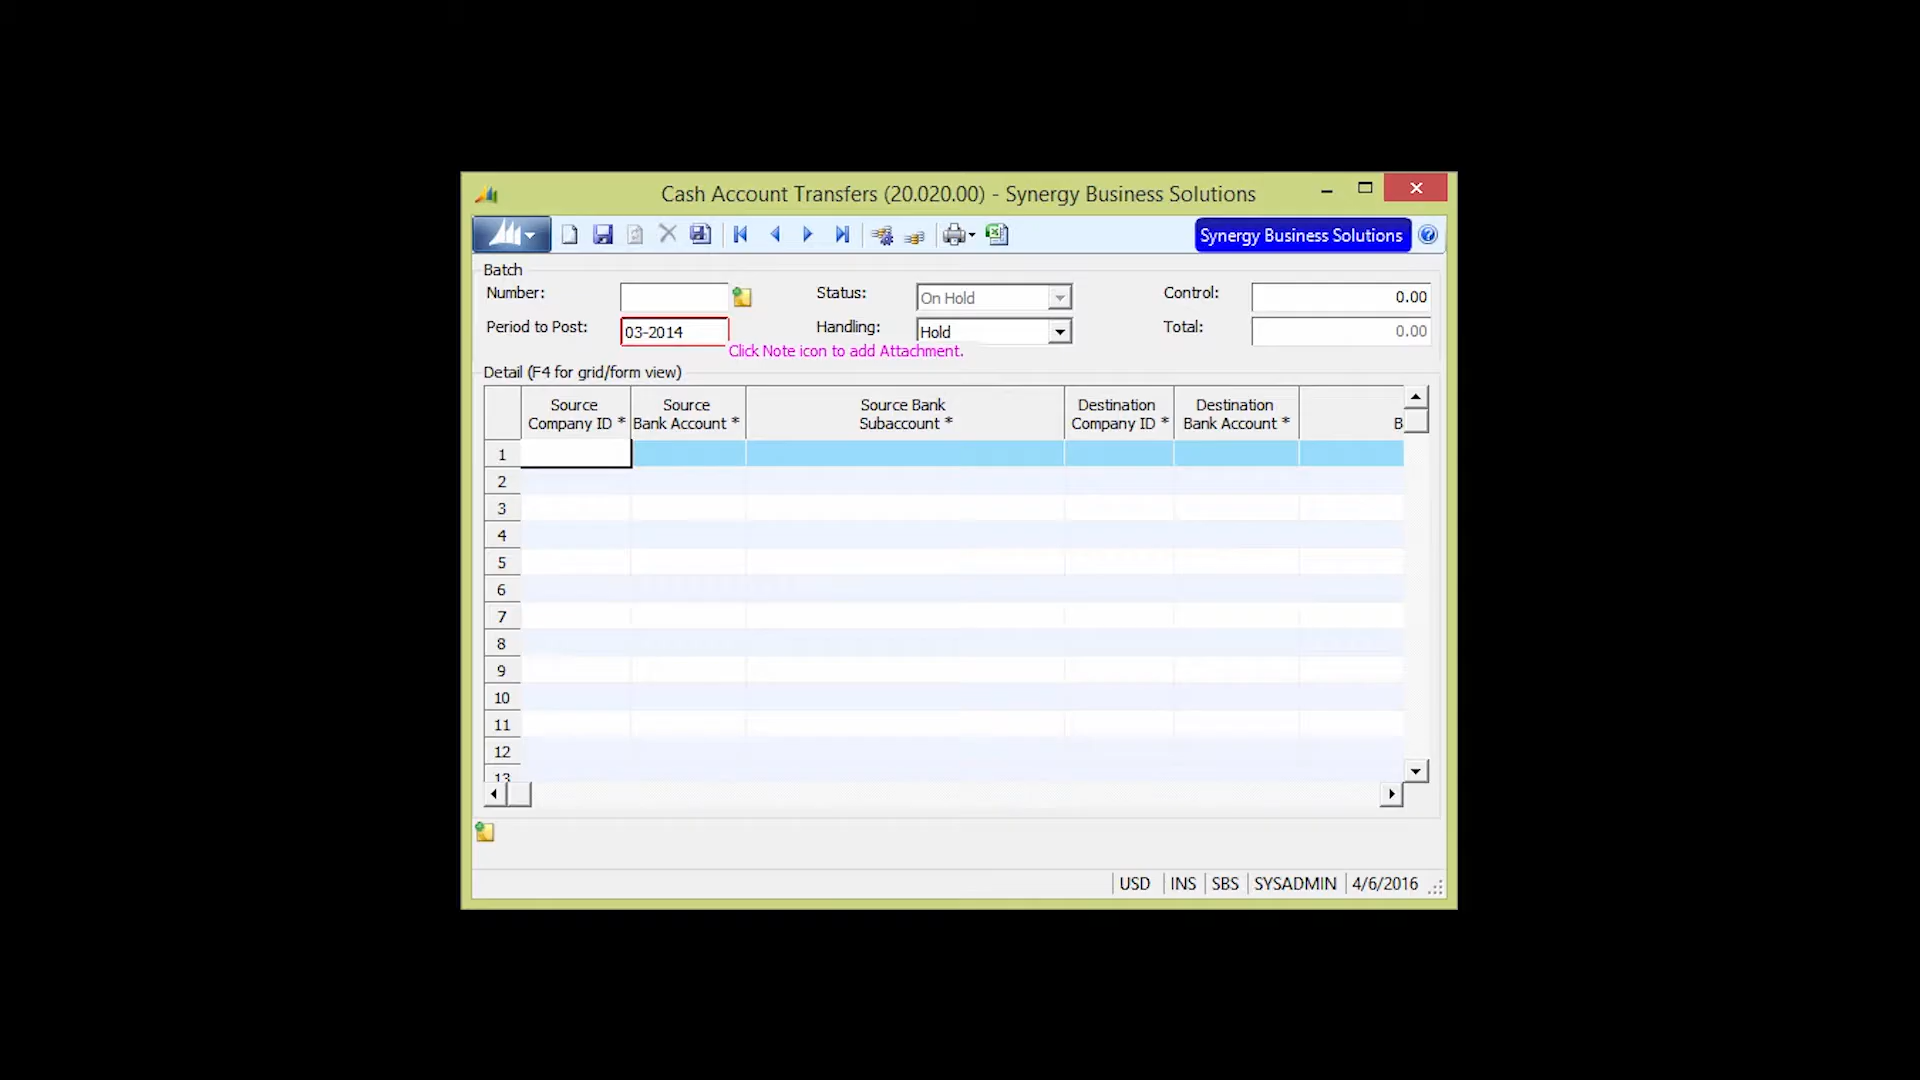 Cash Account Transfers (20.020.00) - Synergy Business Solutions
Synergy Business Solutions
Batch
Number: Status: On Hold Control: 0.00
Period to Post: 03-2014 Handling: Hold Total: 0.00
Click Note icon to add Attachment.
Detail (F4 for grid/form view)
Source Company ID * Source Bank Account * Source Bank Subaccount * Destination Company ID * Destination Bank Account * B
1
2
3
4
5
6
7
8
9
10
11
12
13
USD INS SBS SYSADMIN 4/6/2016